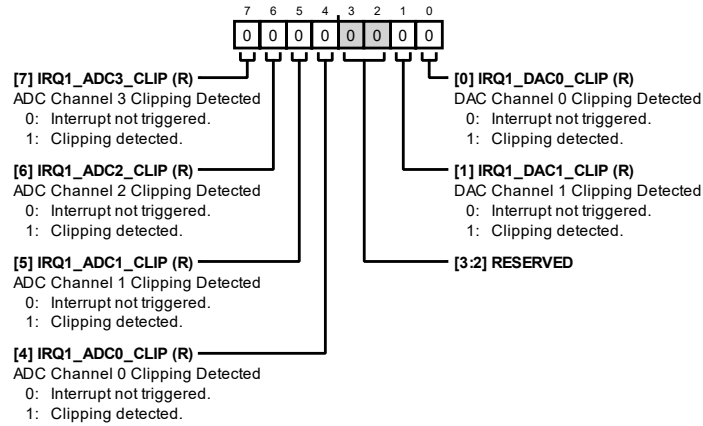 7 6 5 4 3 2 1 0
0 0 0 0 0 0 0 0
[7] IRQ1_ADC3_CLIP (R)
ADC Channel 3 Clipping Detected
0: Interrupt not triggered.
1: Clipping detected.
[6] IRQ1_ADC2_CLIP (R)
ADC Channel 2 Clipping Detected
0: Interrupt not triggered.
1: Clipping detected.
[5] IRQ1_ADC1_CLIP (R)
ADC Channel 1 Clipping Detected
0: Interrupt not triggered.
1: Clipping detected.
[4] IRQ1_ADC0_CLIP (R)
ADC Channel 0 Clipping Detected
0: Interrupt not triggered.
1: Clipping detected.
[0] IRQ1_DAC0_CLIP (R)
DAC Channel 0 Clipping Detected
0: Interrupt not triggered.
1: Clipping detected.
[1] IRQ1_DAC1_CLIP (R)
DAC Channel 1 Clipping Detected
0: Interrupt not triggered.
1: Clipping detected.
[3:2] RESERVED